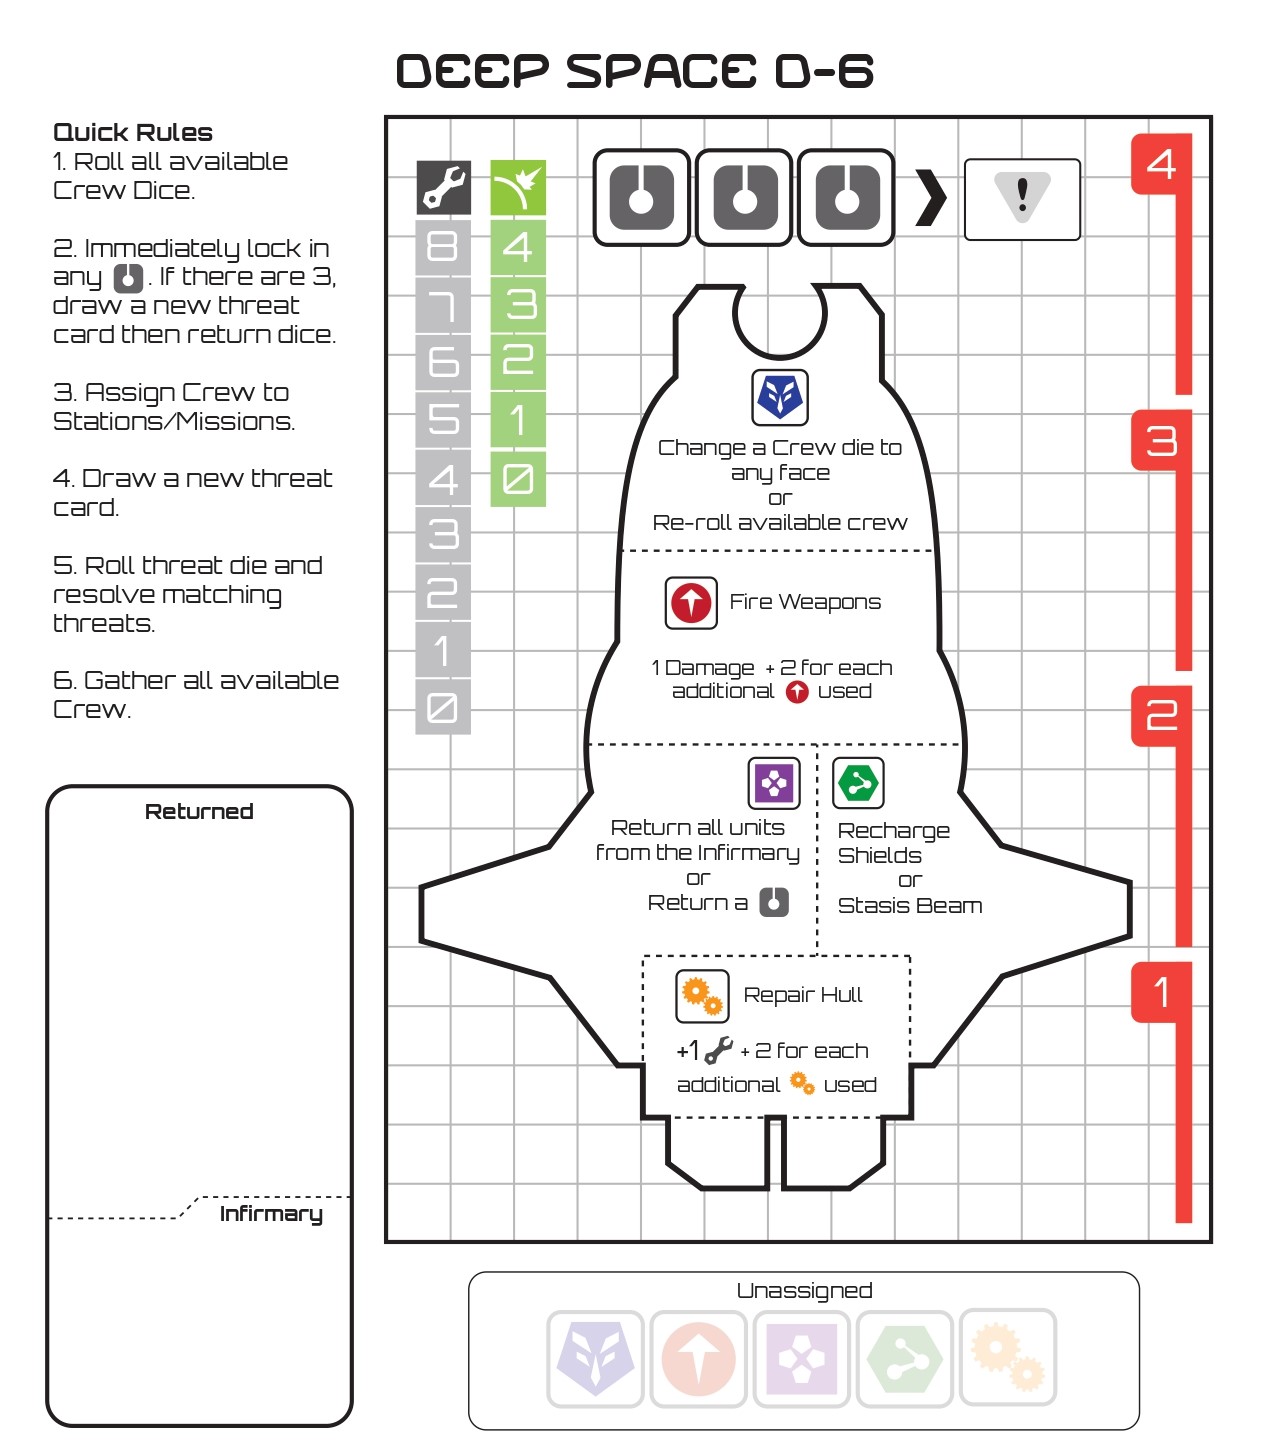 DEEP SPACE D-6
Quick Rules
1. Roll all available
Crew Dice.
2. Immediately lock in
any . If there are 3,
draw a new threat
card then return dice.
3. Assign Crew to
Stations/Missions.
4. Draw a new threat
card.
5. Roll threat die and
resolve matching
threats.
6. Gather all available
Crew.
Returned
Infirmary
8
7
6
5
4
3
2
1
0
4
3
2
1
0
!
4
3
2
1
Change a Crew die to
any face
or
Re-roll available crew
Fire Weapons
1 Damage + 2 for each
additional used
Return all units
from the Infirmary
or
Return a
Recharge
Shields
or
Stasis Beam
Repair Hull
+1 + 2 for each
additional used
Unassigned